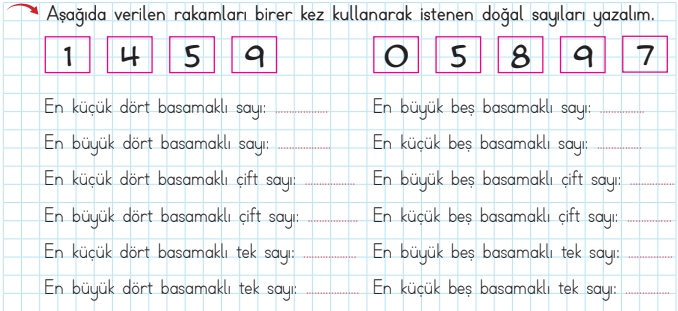 Aşağıda verilen rakamları birer kez kullanarak istenen doğal sayıları yazalım.
1 4 5 9
0 5 8 9 7
En küçük dört basamaklı sayı: ..................
En büyük dört basamaklı sayı: ..................
En küçük dört basamaklı çift sayı: ..................
En büyük dört basamaklı çift sayı: ..................
En küçük dört basamaklı tek sayı: ..................
En büyük dört basamaklı tek sayı: ..................
En büyük beş basamaklı sayı: ..................
En küçük beş basamaklı sayı: ..................
En büyük beş basamaklı çift sayı: ..................
En küçük beş basamaklı çift sayı: ..................
En büyük beş basamaklı tek sayı: ..................
En küçük beş basamaklı tek sayı: ..................